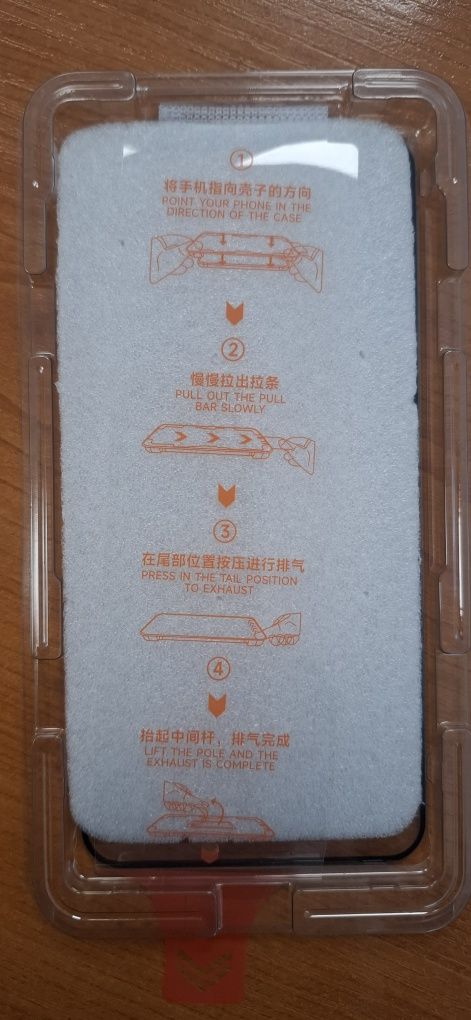 ①
将手机指向壳子的方向
POINT YOUR PHONE IN THE
DIRECTION OF THE CASE
②
慢慢拉出拉条
PULL OUT THE PULL
BAR SLOWLY
③
在尾部位置按压进行排气
PRESS IN THE TAIL POSITION
TO EXHAUST
④
抬起中间杆，排气完成
LIFT THE POLE AND THE
EXHAUST IS COMPLETE